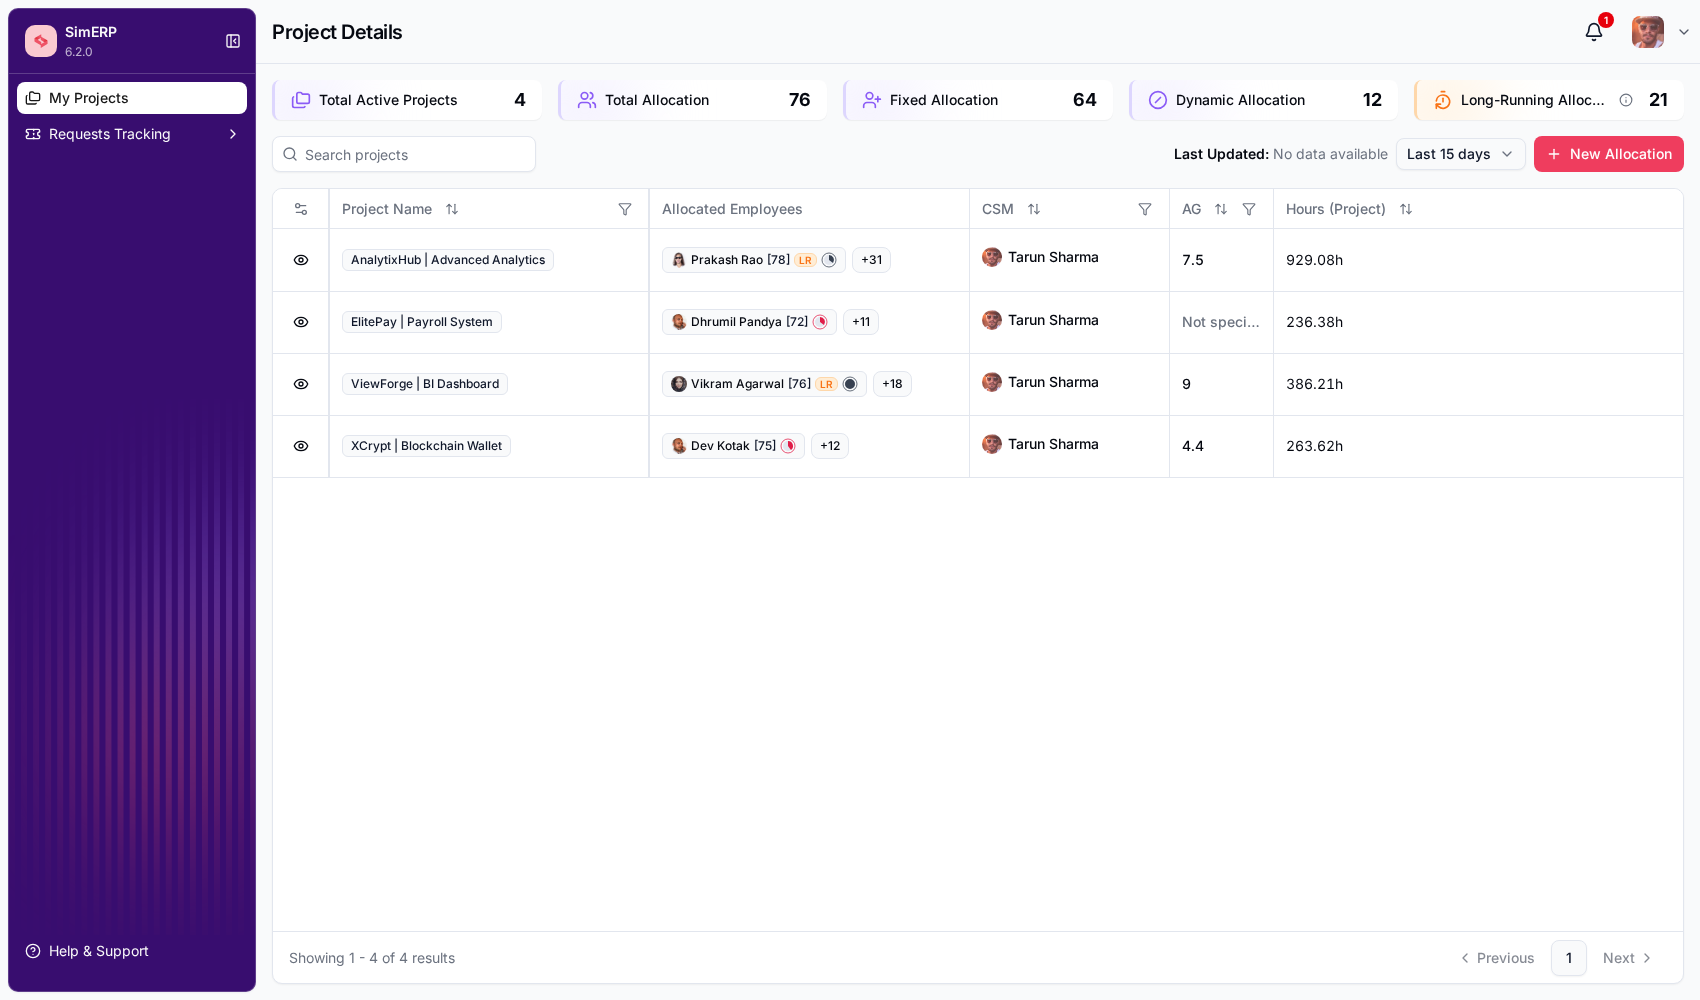 SimERP
6.2.0
My Projects
Requests Tracking
Help & Support
Project Details
1
Total Active Projects 4
Total Allocation 76
Fixed Allocation 64
Dynamic Allocation 12
Long-Running Alloc... 21
Search projects
Last Updated: No data available
Last 15 days
New Allocation
Project Name Allocated Employees CSM AG Hours (Project)
AnalytixHub | Advanced Analytics Prakash Rao [78] LR +31 Tarun Sharma 7.5 929.08h
ElitePay | Payroll System Dhrumil Pandya [72] +11 Tarun Sharma Not speci... 236.38h
ViewForge | BI Dashboard Vikram Agarwal [76] LR +18 Tarun Sharma 9 386.21h
XCrypt | Blockchain Wallet Dev Kotak [75] +12 Tarun Sharma 4.4 263.62h
Showing 1 - 4 of 4 results
Previous 1 Next